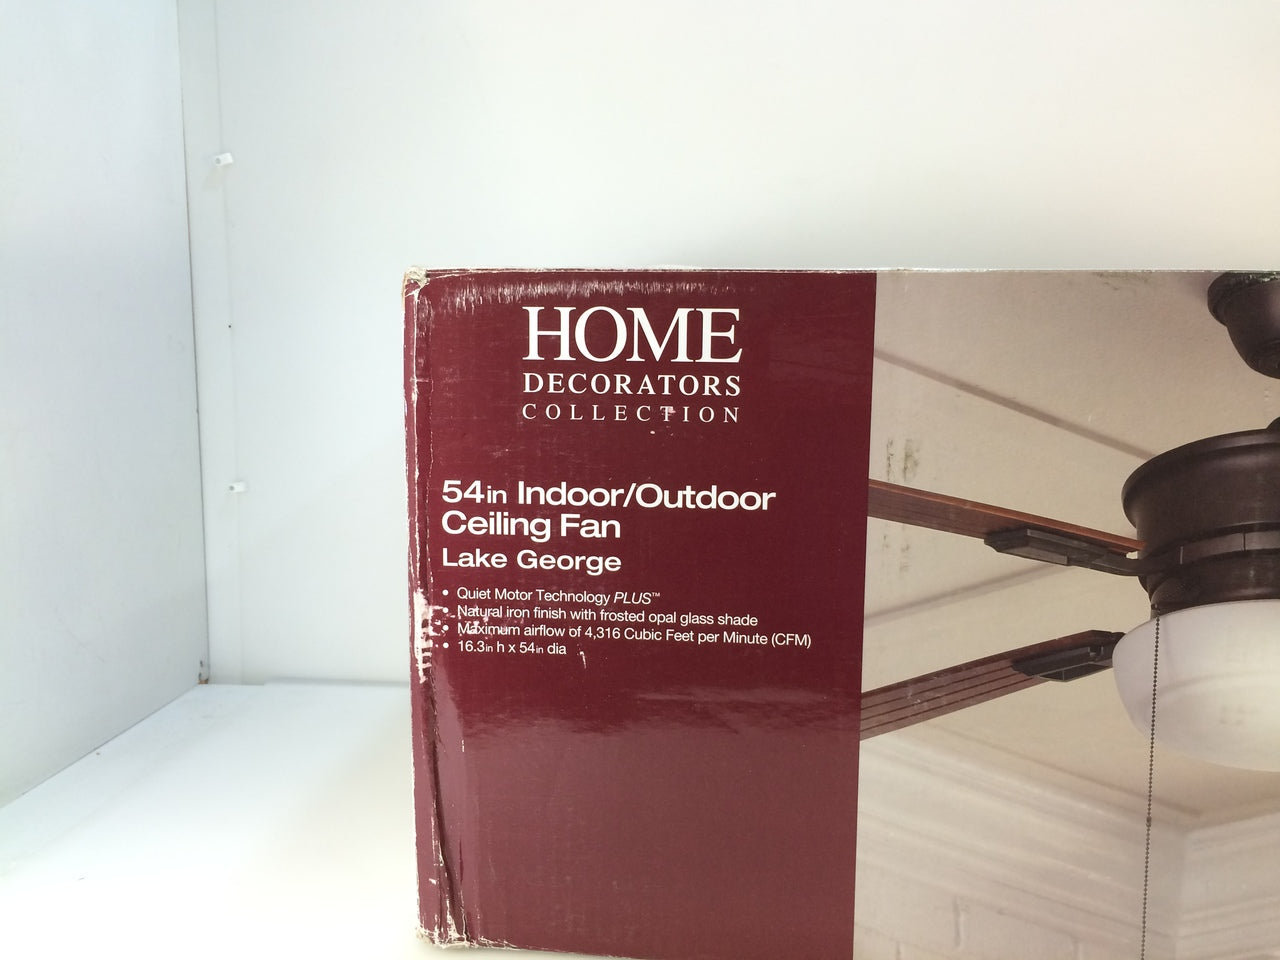 HOME
DECORATORS
COLLECTION
54in Indoor/Outdoor
Ceiling Fan
Lake George
• Quiet Motor Technology PLUS™
• Natural iron finish with frosted opal glass shade
• Maximum airflow of 4,316 Cubic Feet per Minute (CFM)
• 16.3in h x 54in dia